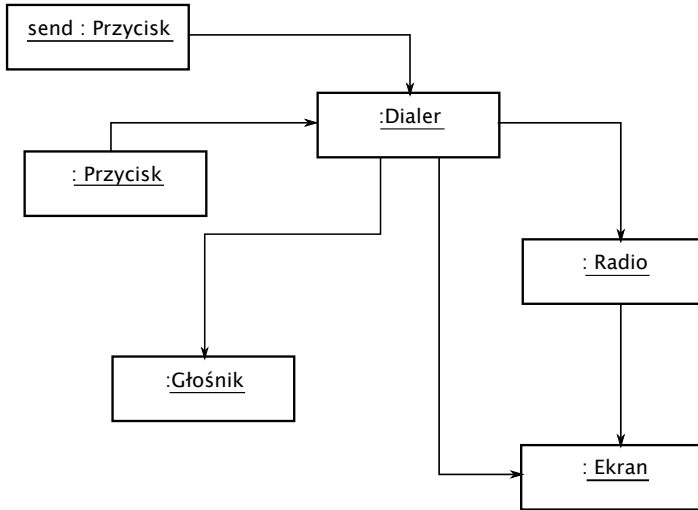 send : Przycisk
:Dialer
: Przycisk
: Radio
:Głośnik
: Ekran